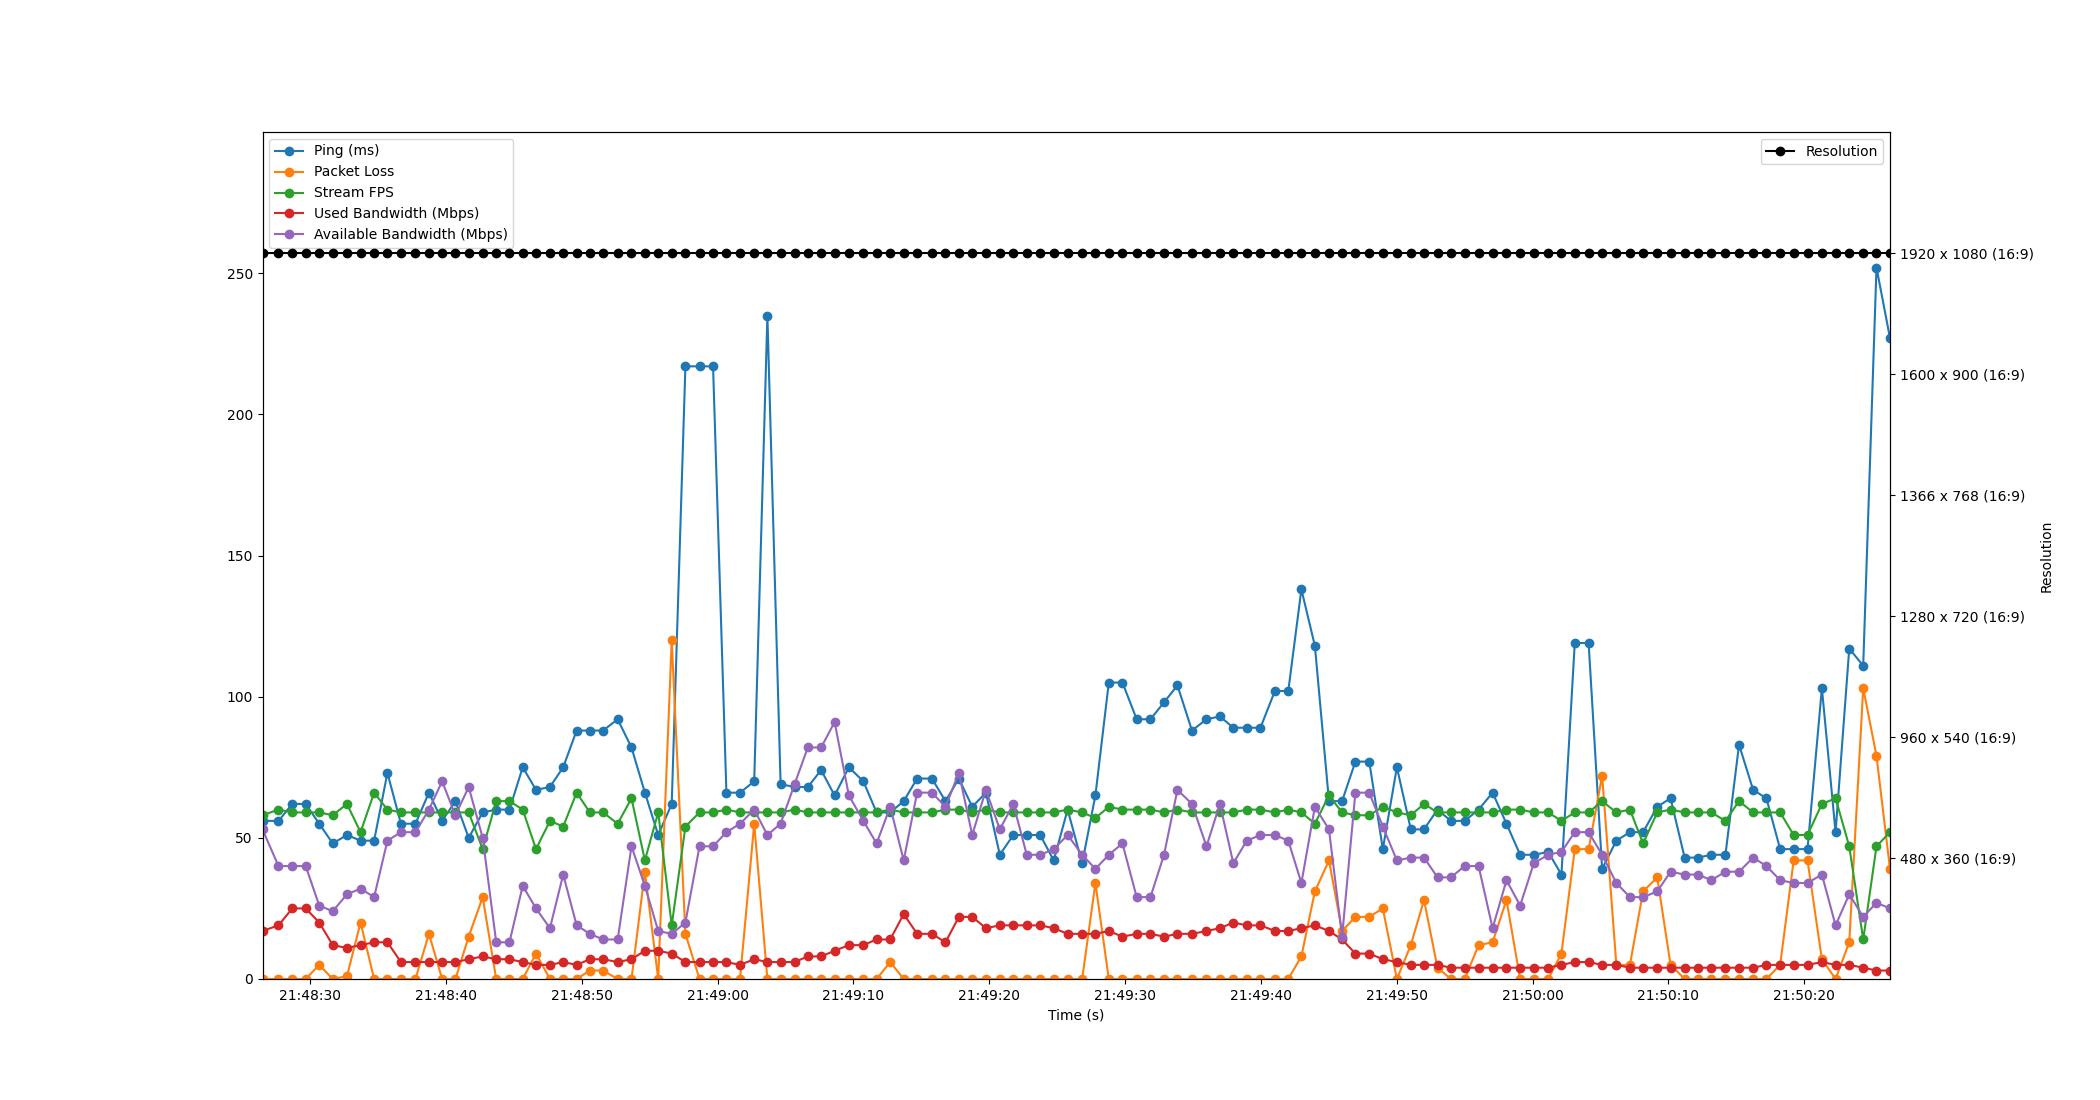 Ping (ms)
Packet Loss
Stream FPS
Used Bandwidth (Mbps)
Available Bandwidth (Mbps)
Resolution
250
200
150
100
50
0
1920 x 1080 (16:9)
1600 x 900 (16:9)
1366 x 768 (16:9)
1280 x 720 (16:9)
960 x 540 (16:9)
480 x 360 (16:9)
Resolution
21:48:30 21:48:40 21:48:50 21:49:00 21:49:10 21:49:20 21:49:30 21:49:40 21:49:50 21:50:00 21:50:10 21:50:20
Time (s)